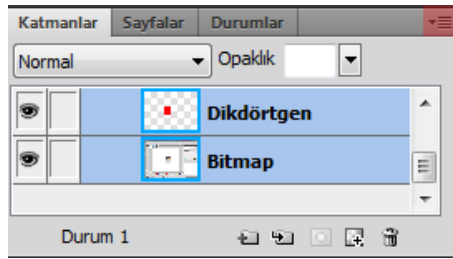 Katmanlar Sayfalar Durumlar
Normal Opaklık
Dikdörtgen
Bitmap
Durum 1